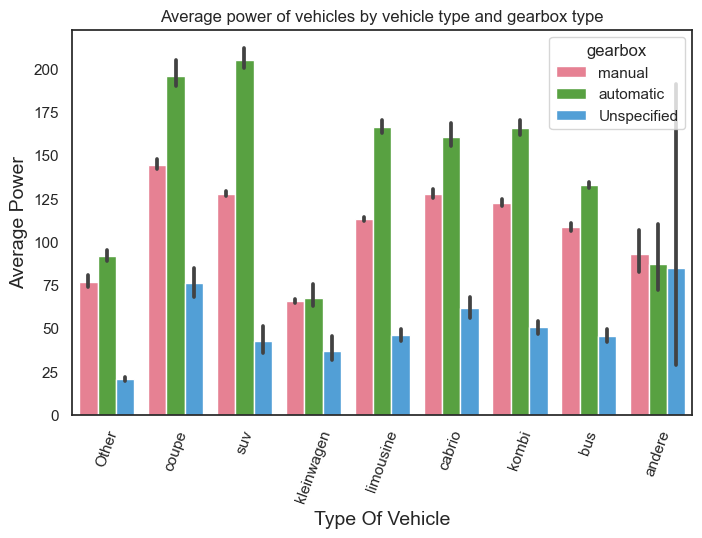 Average power of vehicles by vehicle type and gearbox type
gearbox
manual
automatic
Unspecified
Average Power
200
175
150
125
100
75
50
25
0
Other
coupe
suv
kleinwagen
limousine
cabrio
kombi
bus
andere
Type Of Vehicle